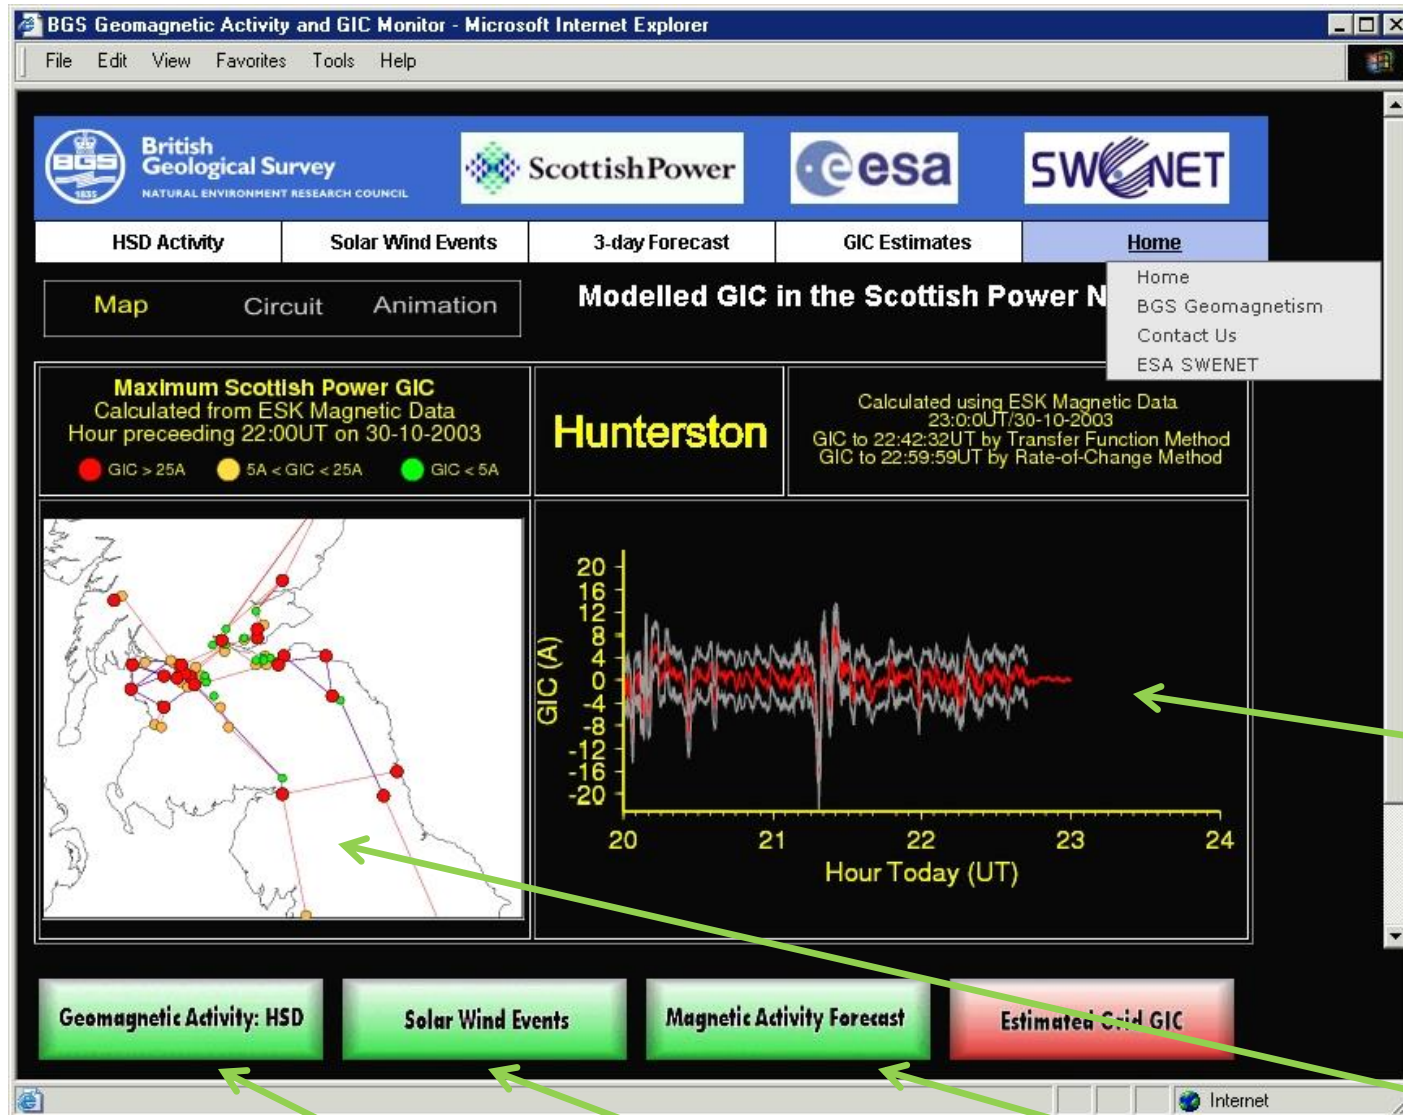 BGS Geomagnetic Activity and GIC Monitor - Microsoft Internet Explorer
File Edit View Favorites Tools Help
BGS
1835
British
Geological Survey
NATURAL ENVIRONMENT RESEARCH COUNCIL
ScottishPower
esa
SWENET
HSD Activity
Solar Wind Events
3-day Forecast
GIC Estimates
Home
Home
BGS Geomagnetism
Contact Us
ESA SWENET
Map Circuit Animation
Modelled GIC in the Scottish Power N
Maximum Scottish Power GIC
Calculated from ESK Magnetic Data
Hour preceeding 22:00UT on 30-10-2003
GIC > 25A 5A < GIC < 25A GIC < 5A
Hunterston
Calculated using ESK Magnetic Data
23:0:0UT/30-10-2003
GIC to 22:42:32UT by Transfer Function Method
GIC to 22:59:59UT by Rate-of-Change Method
GIC (A)
20
16
12
8
4
0
-4
-8
-12
-16
-20
20 21 22 23 24
Hour Today (UT)
Geomagnetic Activity: HSD
Solar Wind Events
Magnetic Activity Forecast
Estimated Grid GIC
Internet